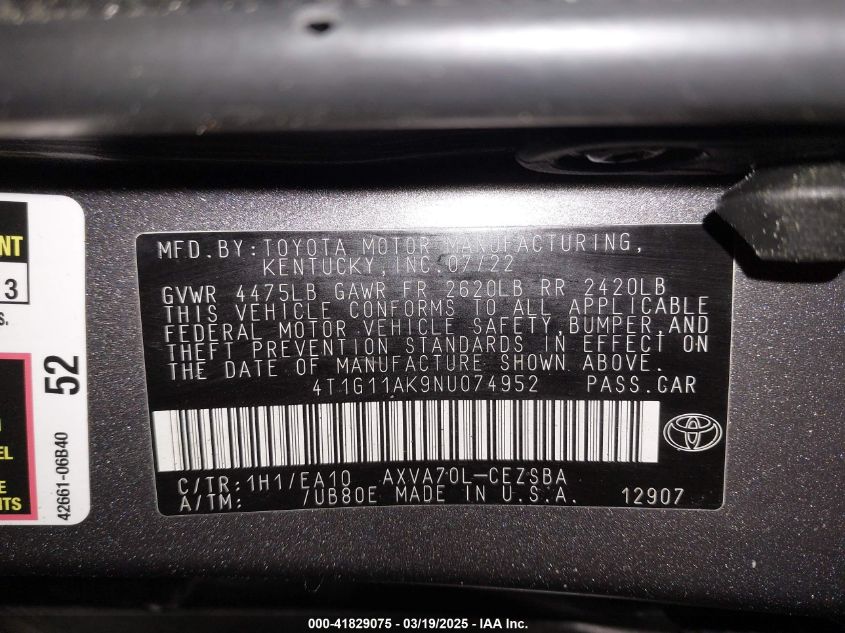 MFD. BY: TOYOTA MOTOR MANUFACTURING,
KENTUCKY, INC. 07/22
GVWR 4475LB GAWR FR 2620LB RR 2420LB
THIS VEHICLE CONFORMS TO ALL APPLICABLE
FEDERAL MOTOR VEHICLE SAFETY, BUMPER, AND
THEFT PREVENTION STANDARDS IN EFFECT ON
THE DATE OF MANUFACTURE SHOWN ABOVE.
4T1G11AK9NU074952 PASS. CAR
C/TR: 1H1/EA10 AXVA70L-CEZSBA
A/TM: 7UB80E MADE IN U.S.A. 12907
3
52
42661-06B40
000-41829075 - 03/19/2025 - IAA Inc.